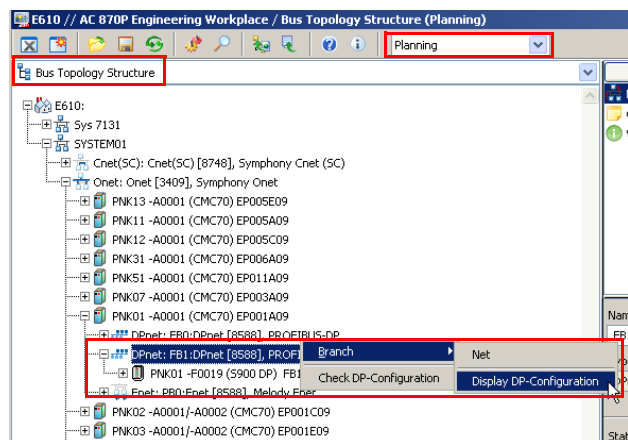 E610 // AC 870P Engineering Workplace / Bus Topology Structure (Planning)
Planning
Bus Topology Structure
E610:
Sys 7131
SYSTEM01
Cnet(SC): Cnet(SC) [8748], Symphony Cnet (SC)
Onet: Onet [3409], Symphony Onet
PNK13 -A0001 (CMC70) EP005E09
PNK11 -A0001 (CMC70) EP005A09
PNK12 -A0001 (CMC70) EP005C09
PNK31 -A0001 (CMC70) EP006A09
PNK51 -A0001 (CMC70) EP011A09
PNK07 -A0001 (CMC70) EP003A09
PNK01 -A0001 (CMC70) EP001A09
Nam
DPnet: FB0:DPnet [8588], PROFIBUS-DP
FB
DPnet: FB1:DPnet [8588], PROFI
Branch
Net
PNK01 -F0019 (S900 DP) FB1
Check DP-Configuration
Display DP-Configuration
Enet: PB0:Enet [8588], Melody Enet
PNK02 -A0001/-A0002 (CMC70) EP001C09
PNK03 -A0001/-A0002 (CMC70) EP001E09
Stat